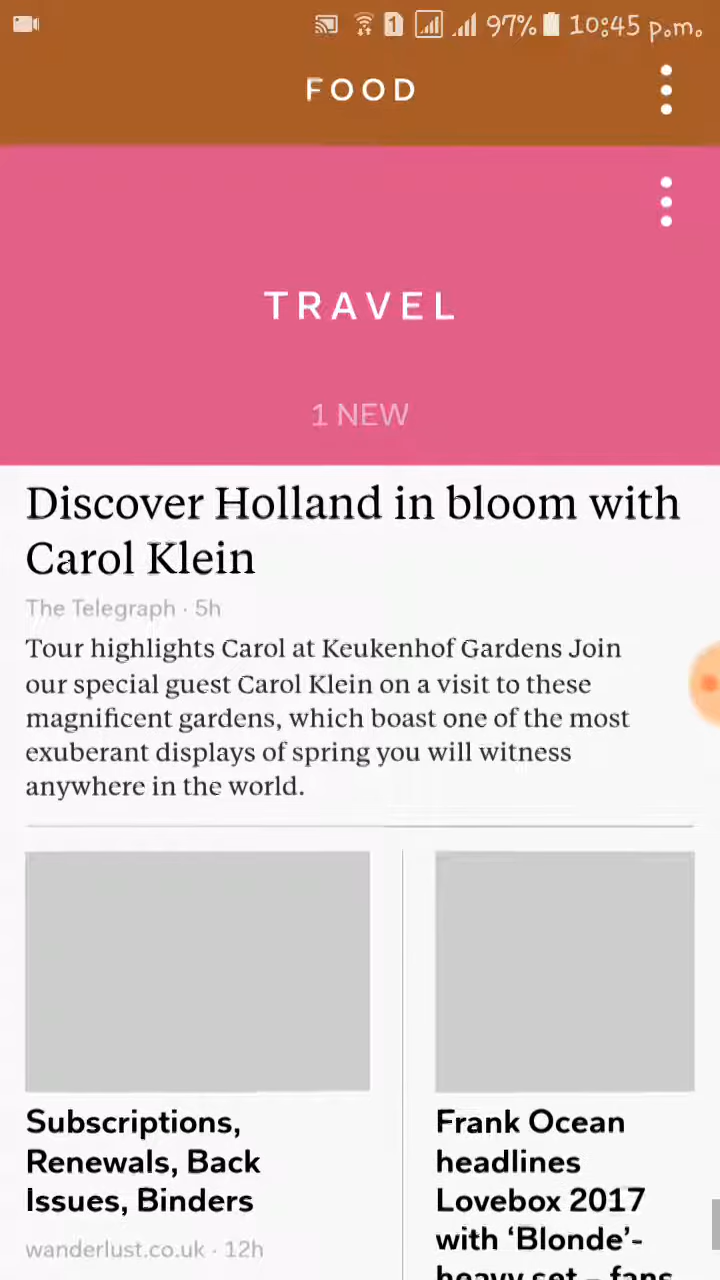 97% 10:45 p.m.
FOOD
TRAVEL
1 NEW
Discover Holland in bloom with
Carol Klein
The Telegraph · 5h
Tour highlights Carol at Keukenhof Gardens Join
our special guest Carol Klein on a visit to these
magnificent gardens, which boast one of the most
exuberant displays of spring you will witness
anywhere in the world.
Subscriptions,
Renewals, Back
Issues, Binders
wanderlust.co.uk · 12h
Frank Ocean
headlines
Lovebox 2017
with ‘Blonde’-
heavy set – fans